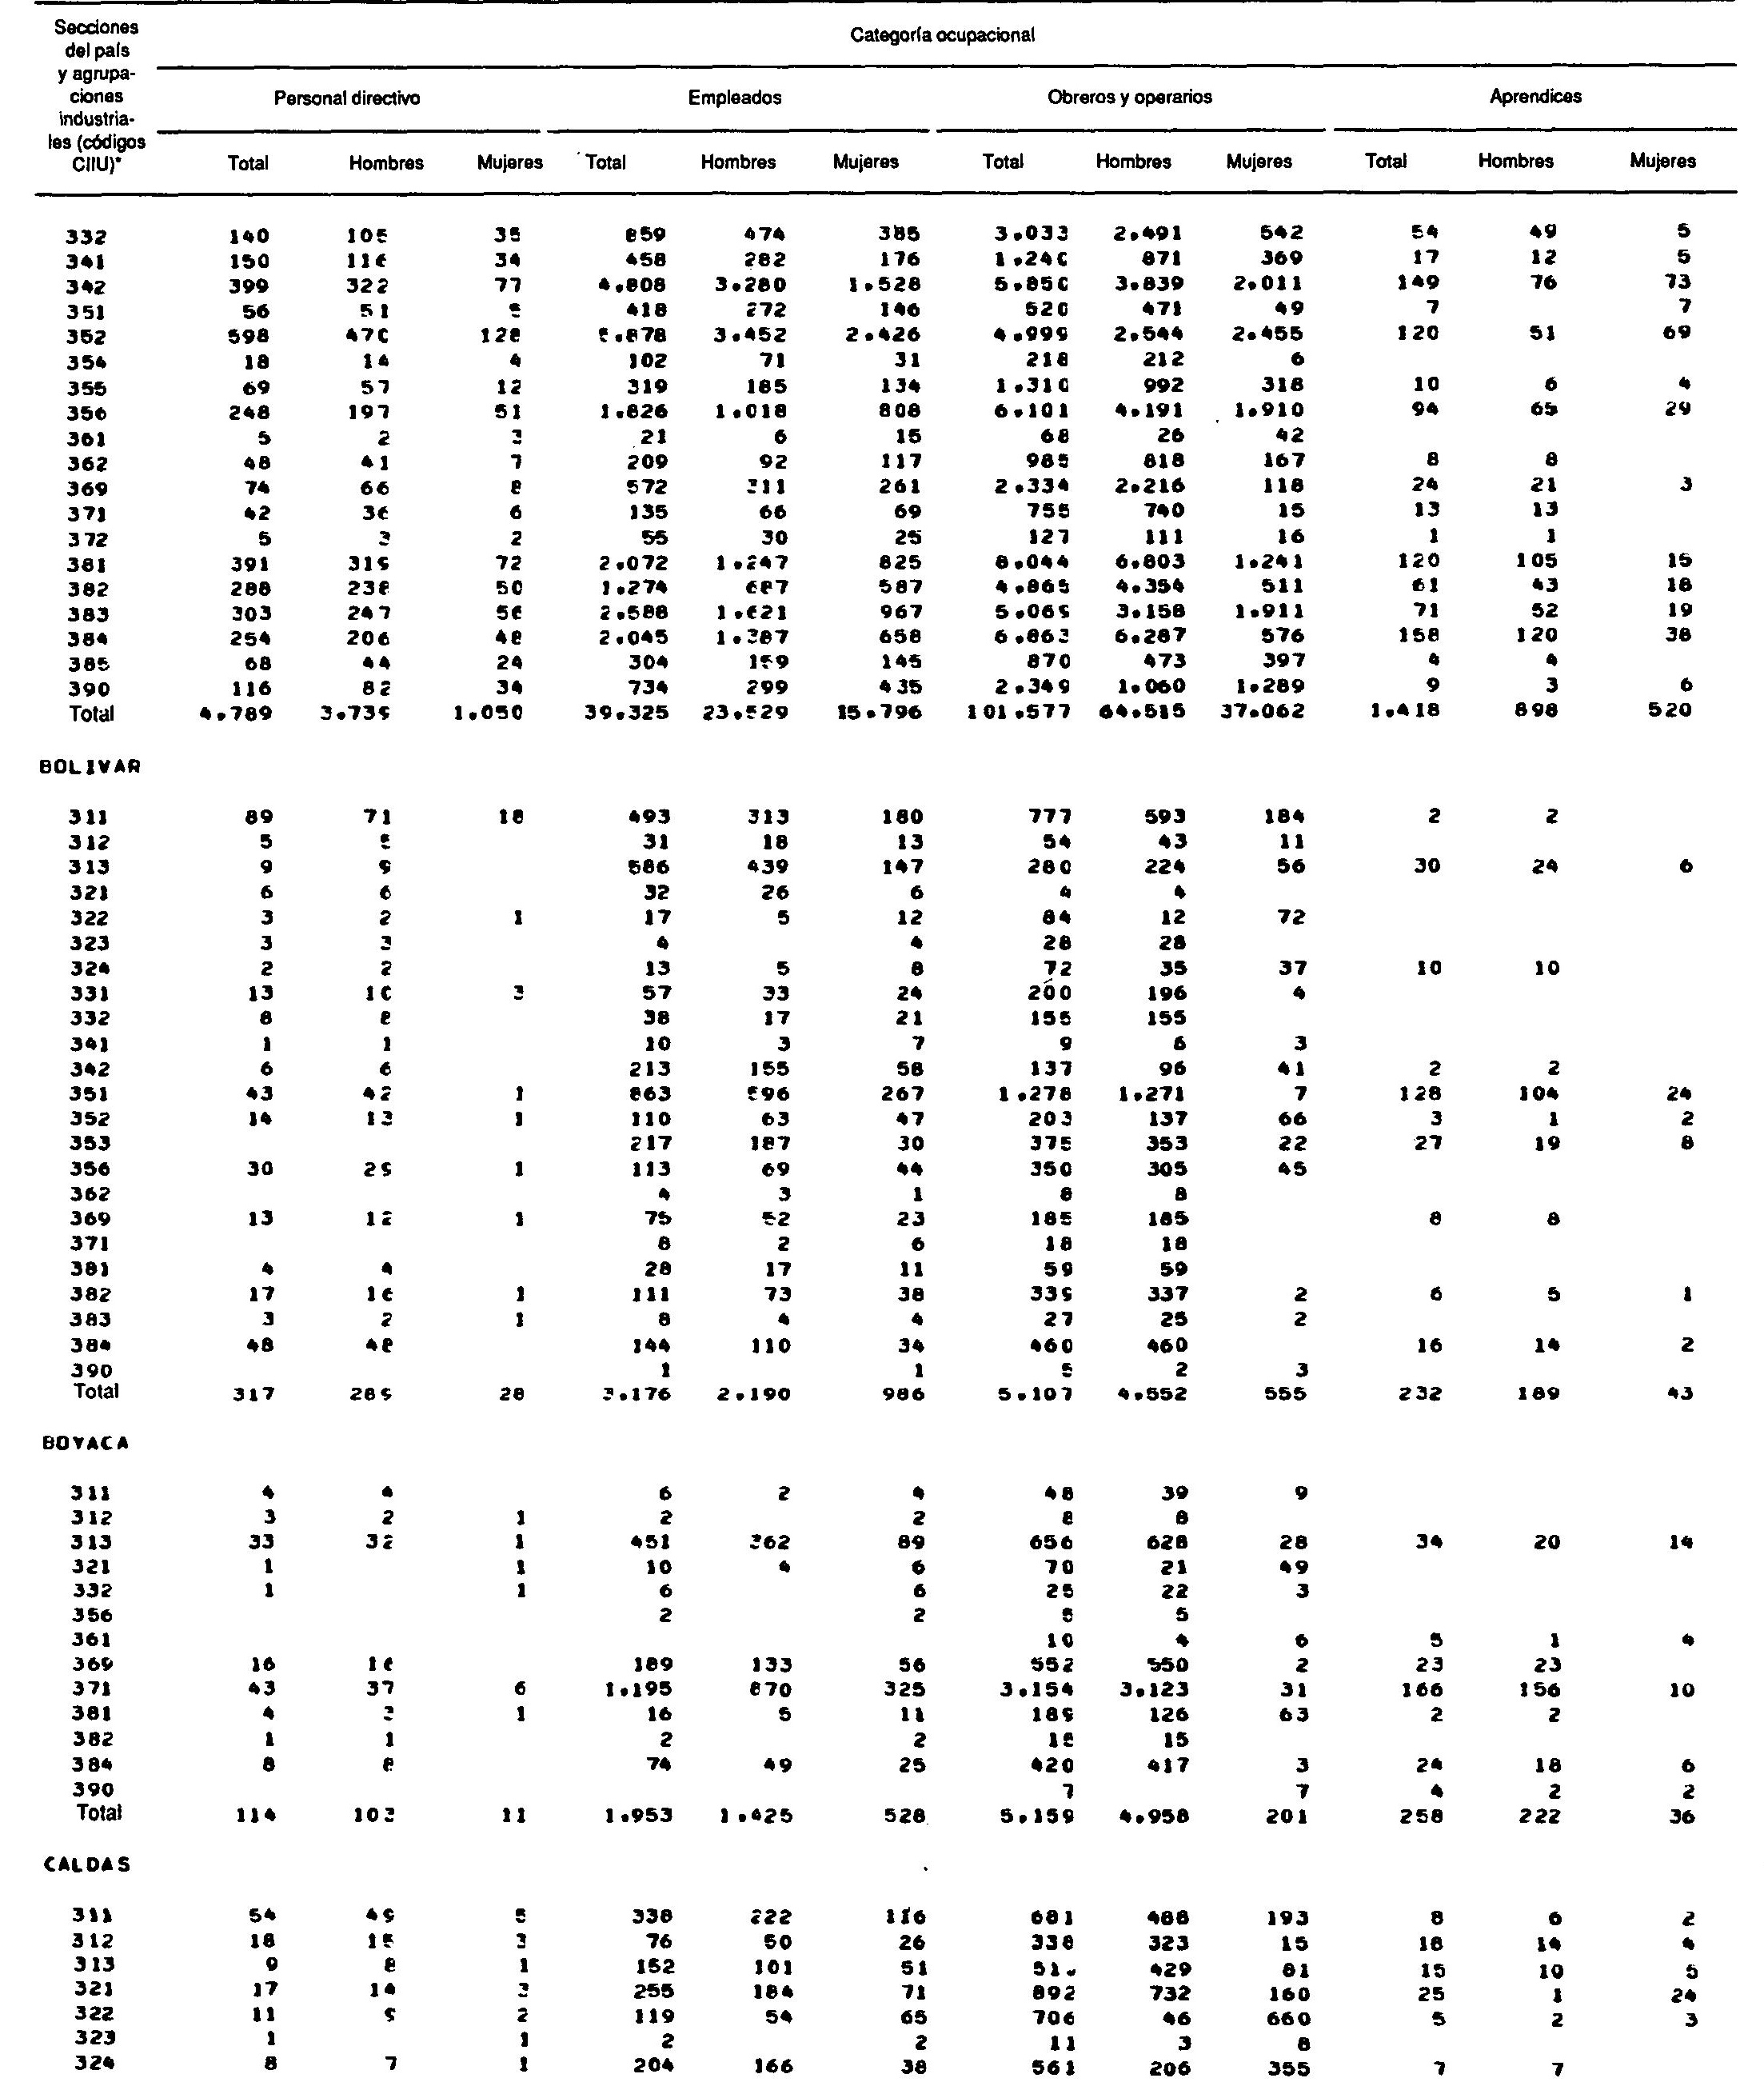 Secciones del país y agrupaciones industriales (códigos CIIU)* Categoría ocupacional
Personal directivo Empleados Obreros y operarios Aprendices
Total Hombres Mujeres Total Hombres Mujeres Total Hombres Mujeres Total Hombres Mujeres
332 140 105 35 859 474 385 3.033 2.491 542 54 49 5
341 150 116 34 458 282 176 1.240 871 369 17 12 5
342 399 322 77 4.808 3.280 1.528 5.850 3.839 2.011 149 76 73
351 56 51 5 418 272 146 520 471 49 7 7
352 598 470 128 5.878 3.452 2.426 4.999 2.544 2.455 120 51 69
354 18 14 4 102 71 31 218 212 6
355 69 57 12 319 185 134 1.310 992 318 10 6 4
356 248 197 51 1.826 1.018 808 6.101 4.191 1.910 94 65 29
361 5 2 3 21 6 15 68 26 42
362 48 41 7 209 92 117 985 818 167 8 8
369 74 66 8 572 311 261 2.334 2.216 118 24 21 3
371 42 36 6 135 66 69 755 740 15 13 13
372 5 3 2 55 30 25 127 111 16 1 1
381 391 319 72 2.072 1.247 825 8.044 6.803 1.241 120 105 15
382 288 238 50 1.274 687 587 4.865 4.354 511 61 43 18
383 303 247 56 2.588 1.621 967 5.069 3.158 1.911 71 52 19
384 254 206 48 2.045 1.387 658 6.863 6.287 576 158 120 38
385 68 44 24 304 159 145 870 473 397 4 4
390 116 82 34 734 299 435 2.349 1.060 1.289 9 3 6
Total 4.789 3.739 1.050 39.325 23.529 15.796 101.577 64.515 37.062 1.418 898 520
BOLIVAR
311 89 71 18 493 313 180 777 593 184 2 2
312 5 5 31 18 13 54 43 11
313 9 9 586 439 147 280 224 56 30 24 6
321 6 6 32 26 6 4 4
322 3 2 1 17 5 12 84 12 72
323 3 3 4 4 28 28
324 2 2 13 5 8 72 35 37 10 10
331 13 10 3 57 33 24 200 196 4
332 8 8 38 17 21 155 155
341 1 1 10 3 7 9 6 3
342 6 6 213 155 58 137 96 41 2 2
351 43 42 1 863 596 267 1.278 1.271 7 128 104 24
352 14 13 1 110 63 47 203 137 66 3 1 2
353 217 187 30 375 353 22 27 19 8
356 30 29 1 113 69 44 350 305 45
362 4 3 1 8 8
369 13 12 1 75 52 23 185 185 8 8
371 8 2 6 18 18
381 4 4 28 17 11 59 59
382 17 16 1 111 73 38 339 337 2 6 5 1
383 3 2 1 8 4 4 27 25 2
384 48 48 144 110 34 460 460 16 14 2
390 1 1 5 2 3
Total 317 289 28 3.176 2.190 986 5.107 4.552 555 232 189 43
BOYACA
311 4 4 6 2 4 48 39 9
312 3 2 1 2 2 8 8
313 33 32 1 451 362 89 656 628 28 34 20 14
321 1 1 10 4 6 70 21 49
332 1 1 6 6 25 22 3
356 2 2 5 5
361 10 4 6 5 1 4
369 16 16 189 133 56 552 550 2 23 23
371 43 37 6 1.195 870 325 3.154 3.123 31 166 156 10
381 4 3 1 16 5 11 189 126 63 2 2
382 1 1 2 2 15 15
384 8 8 74 49 25 420 417 3 24 18 6
390 7 7 4 2 2
Total 114 103 11 1.953 1.425 528 5.159 4.958 201 258 222 36
CALDAS
311 54 49 5 338 222 116 681 488 193 8 6 2
312 18 15 3 76 50 26 338 323 15 18 14 4
313 9 8 1 152 101 51 429 81 15 10 5
321 17 14 3 255 184 71 892 732 160 25 1 24
322 11 9 2 119 54 65 706 46 660 5 2 3
323 1 1 2 2 11 3 8
324 8 7 1 204 166 38 561 206 355 7 7